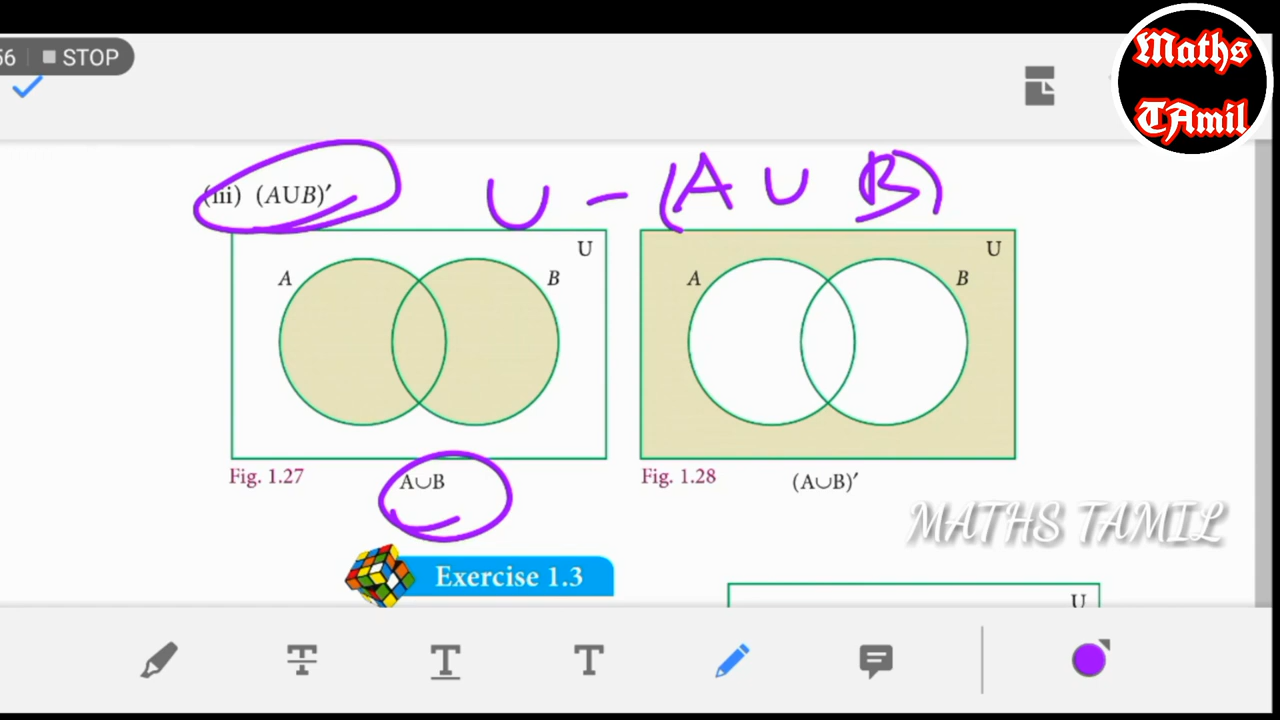 56 STOP
Maths
TAmil
(iii) (A∪B)′
U - (A ∪ B)
U
A
B
U
A
B
Fig. 1.27
A∪B
Fig. 1.28
(A∪B)′
MATHS TAMIL
Exercise 1.3
U
T
T
T